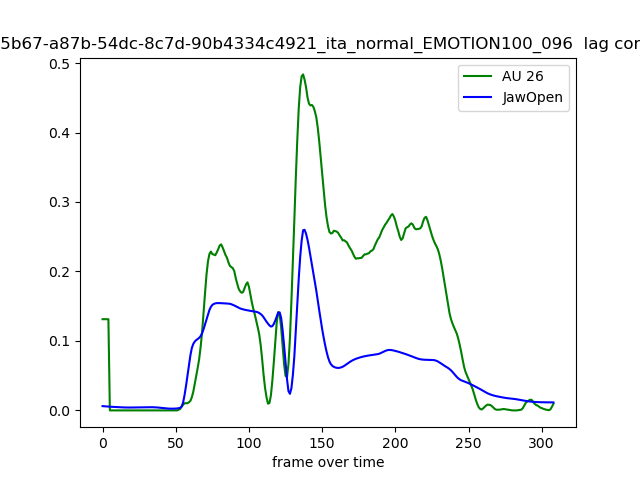 5b67-a87b-54dc-8c7d-90b4334c4921_ita_normal_EMOTION100_096  lag cor
AU 26
JawOpen
0.5
0.4
0.3
0.2
0.1
0.0
0 50 100 150 200 250 300
frame over time